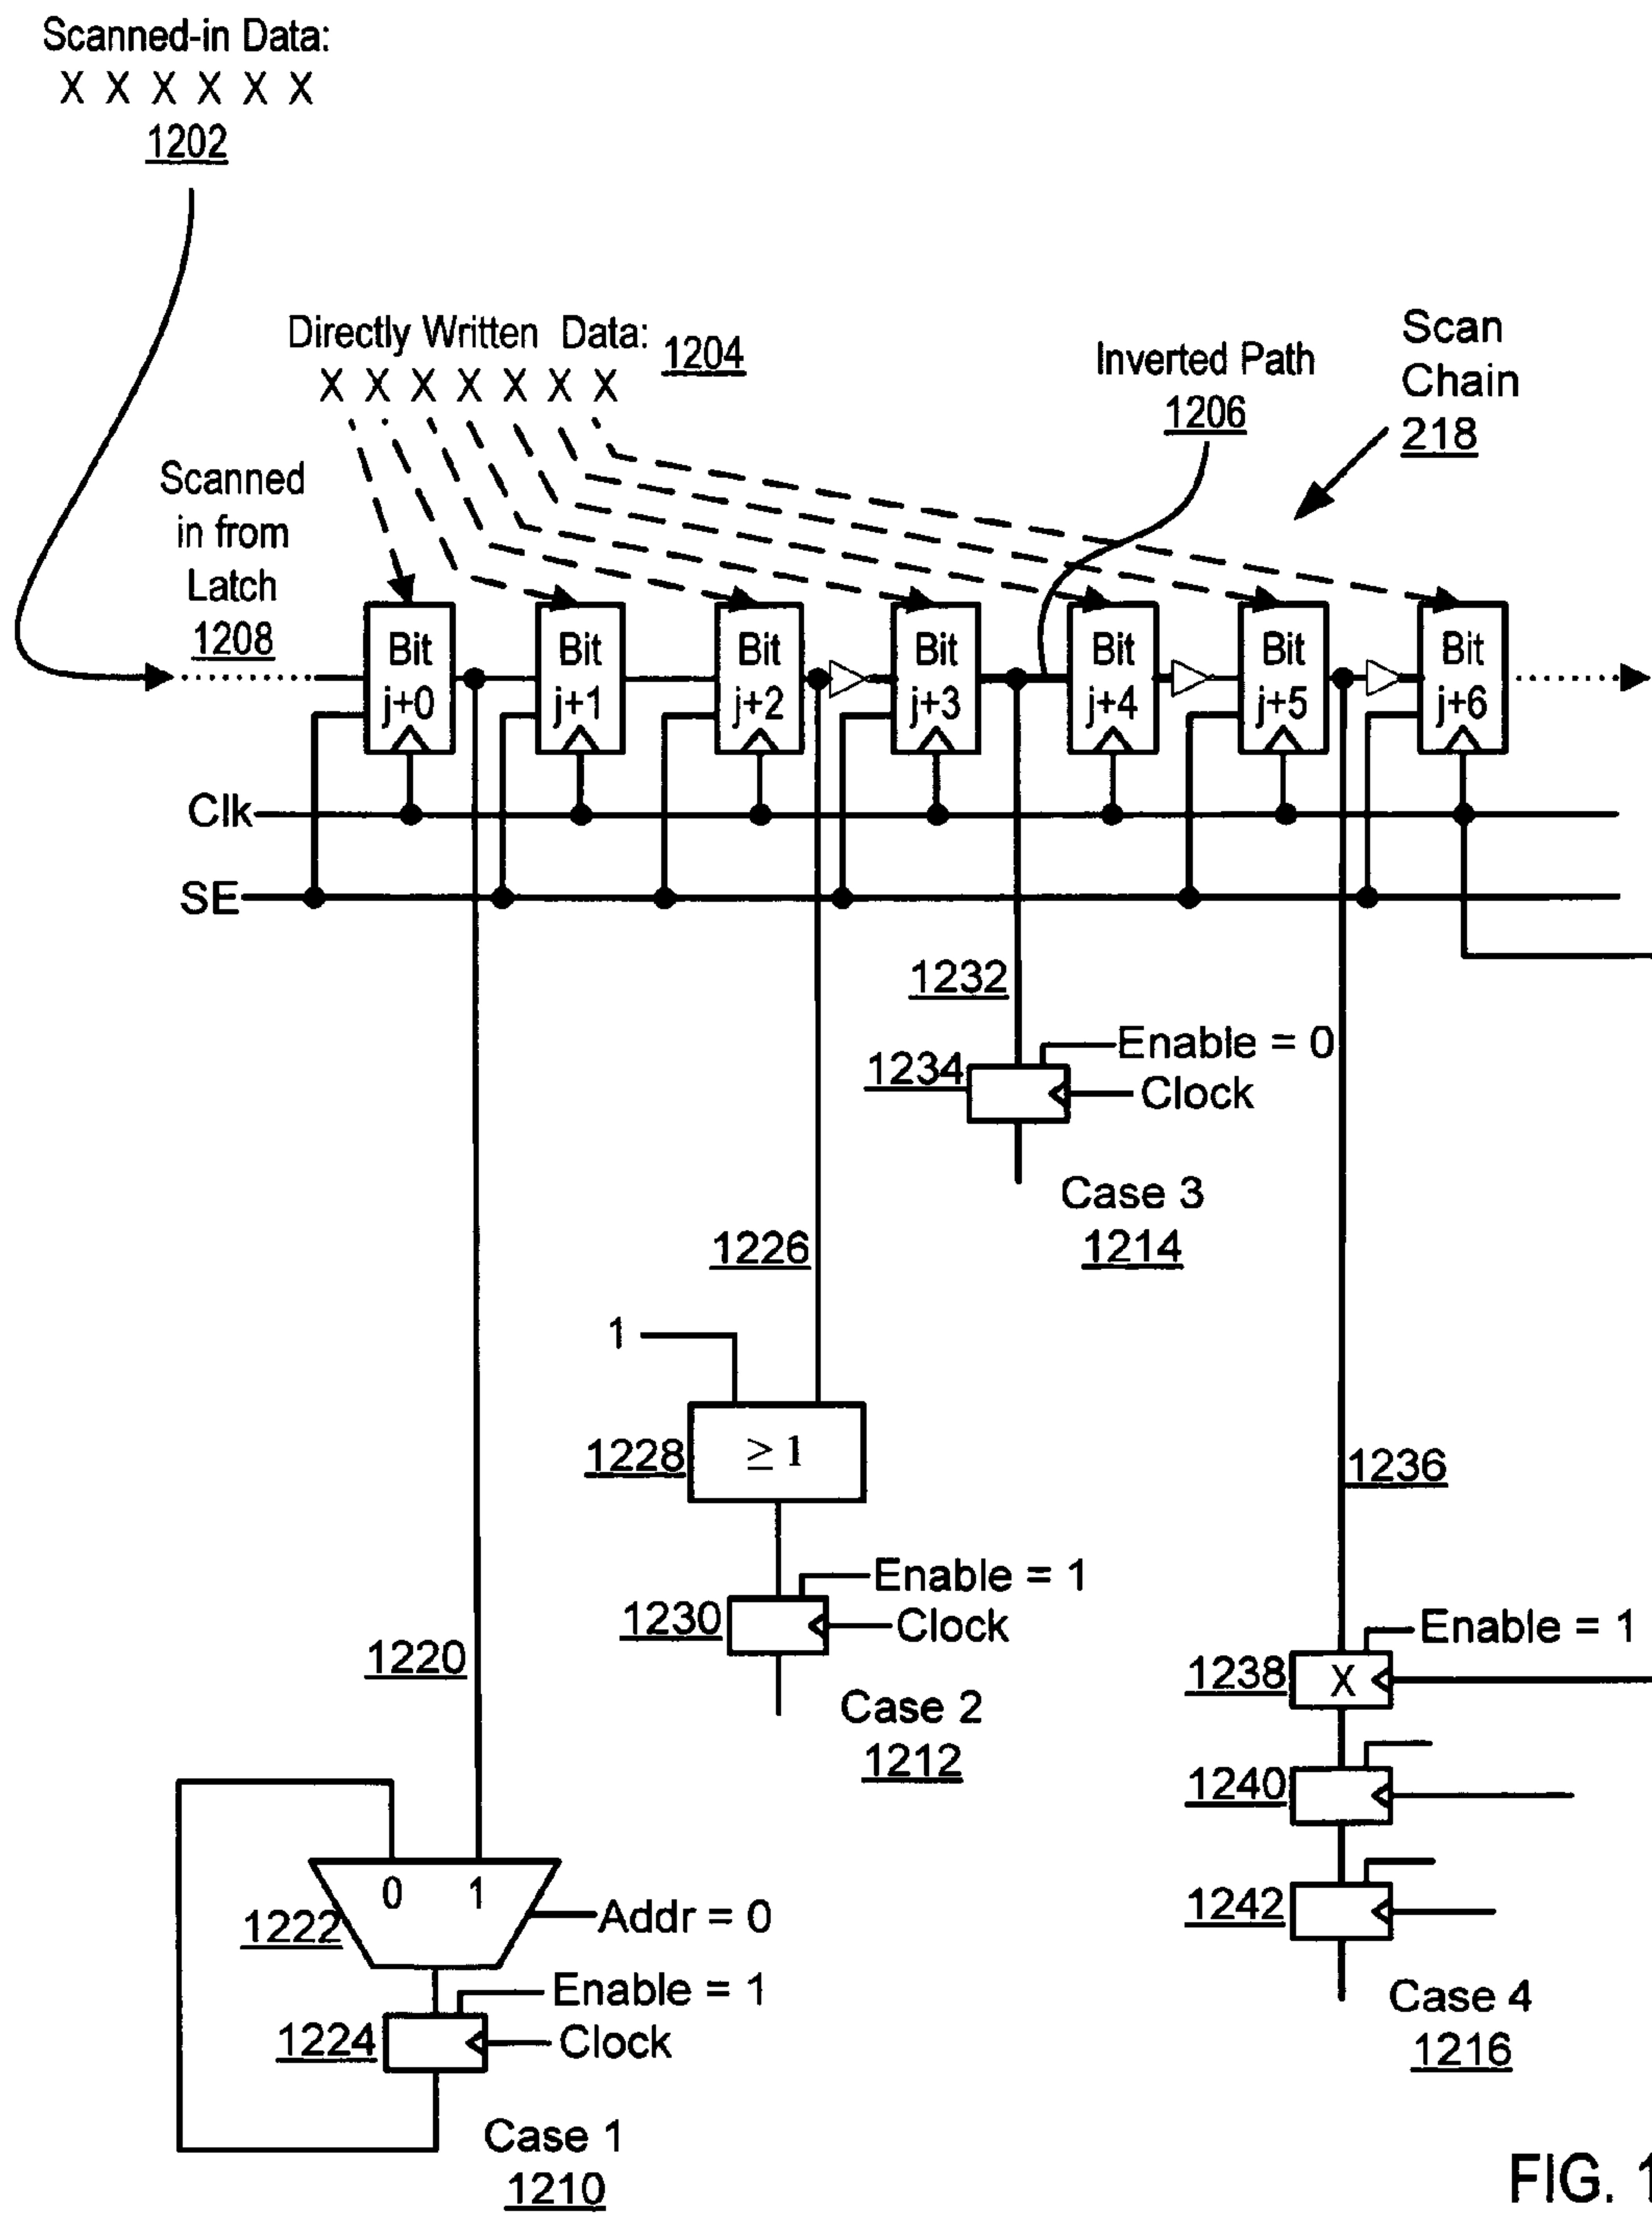 Scanned-in Data:
X X X X X X
1202
Directly Written Data: 1204
X X X X X X X
Inverted Path
1206
Scan
Chain
218
Scanned
in from
Latch
1208
Bit
j+0
Bit
j+1
Bit
j+2
Bit
j+3
Bit
j+4
Bit
j+5
Bit
j+6
Clk
SE
1232
1234
Enable = 0
Clock
Case 3
1214
1226
1
1228
≥ 1
1236
Enable = 1
1230
Clock
Case 2
1212
1220
Enable = 1
1238
X
1240
1242
Case 4
1216
0 1
1222
Addr = 0
Enable = 1
1224
Clock
Case 1
1210
FIG. 1